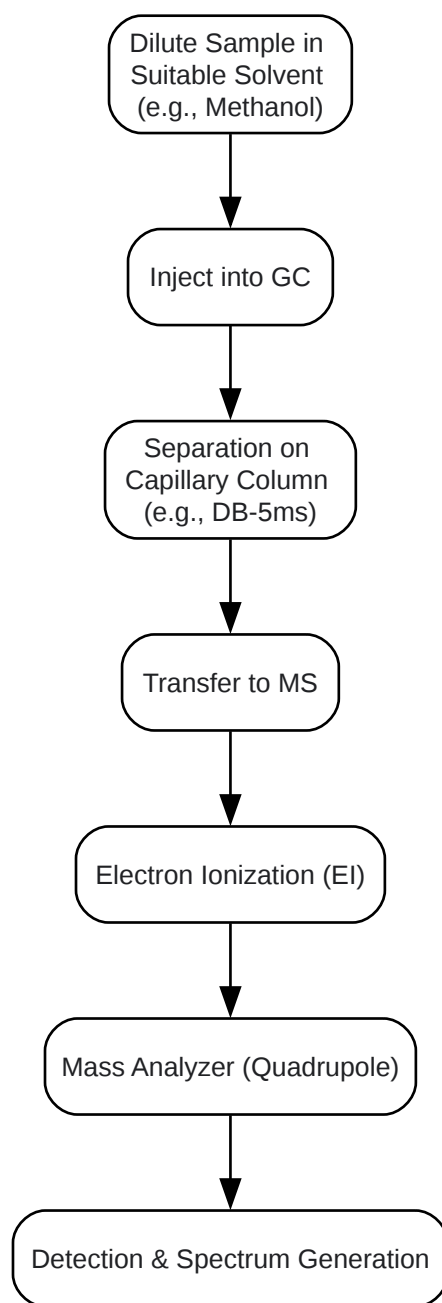 Dilute Sample in
Suitable Solvent
(e.g., Methanol)
Inject into GC
Separation on
Capillary Column
(e.g., DB-5ms)
Transfer to MS
Electron Ionization (EI)
Mass Analyzer (Quadrupole)
Detection & Spectrum Generation